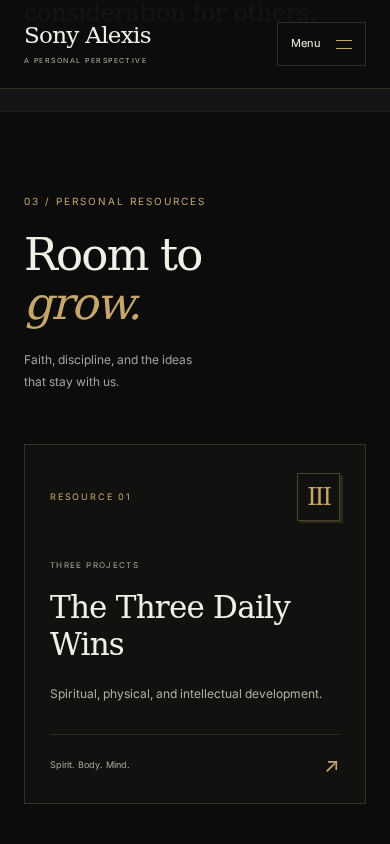 consideration for others.
Sony Alexis
A PERSONAL PERSPECTIVE
Menu
03 / PERSONAL RESOURCES
Room to
grow.
Faith, discipline, and the ideas
that stay with us.
RESOURCE 01
III
THREE PROJECTS
The Three Daily
Wins
Spiritual, physical, and intellectual development.
Spirit. Body. Mind.